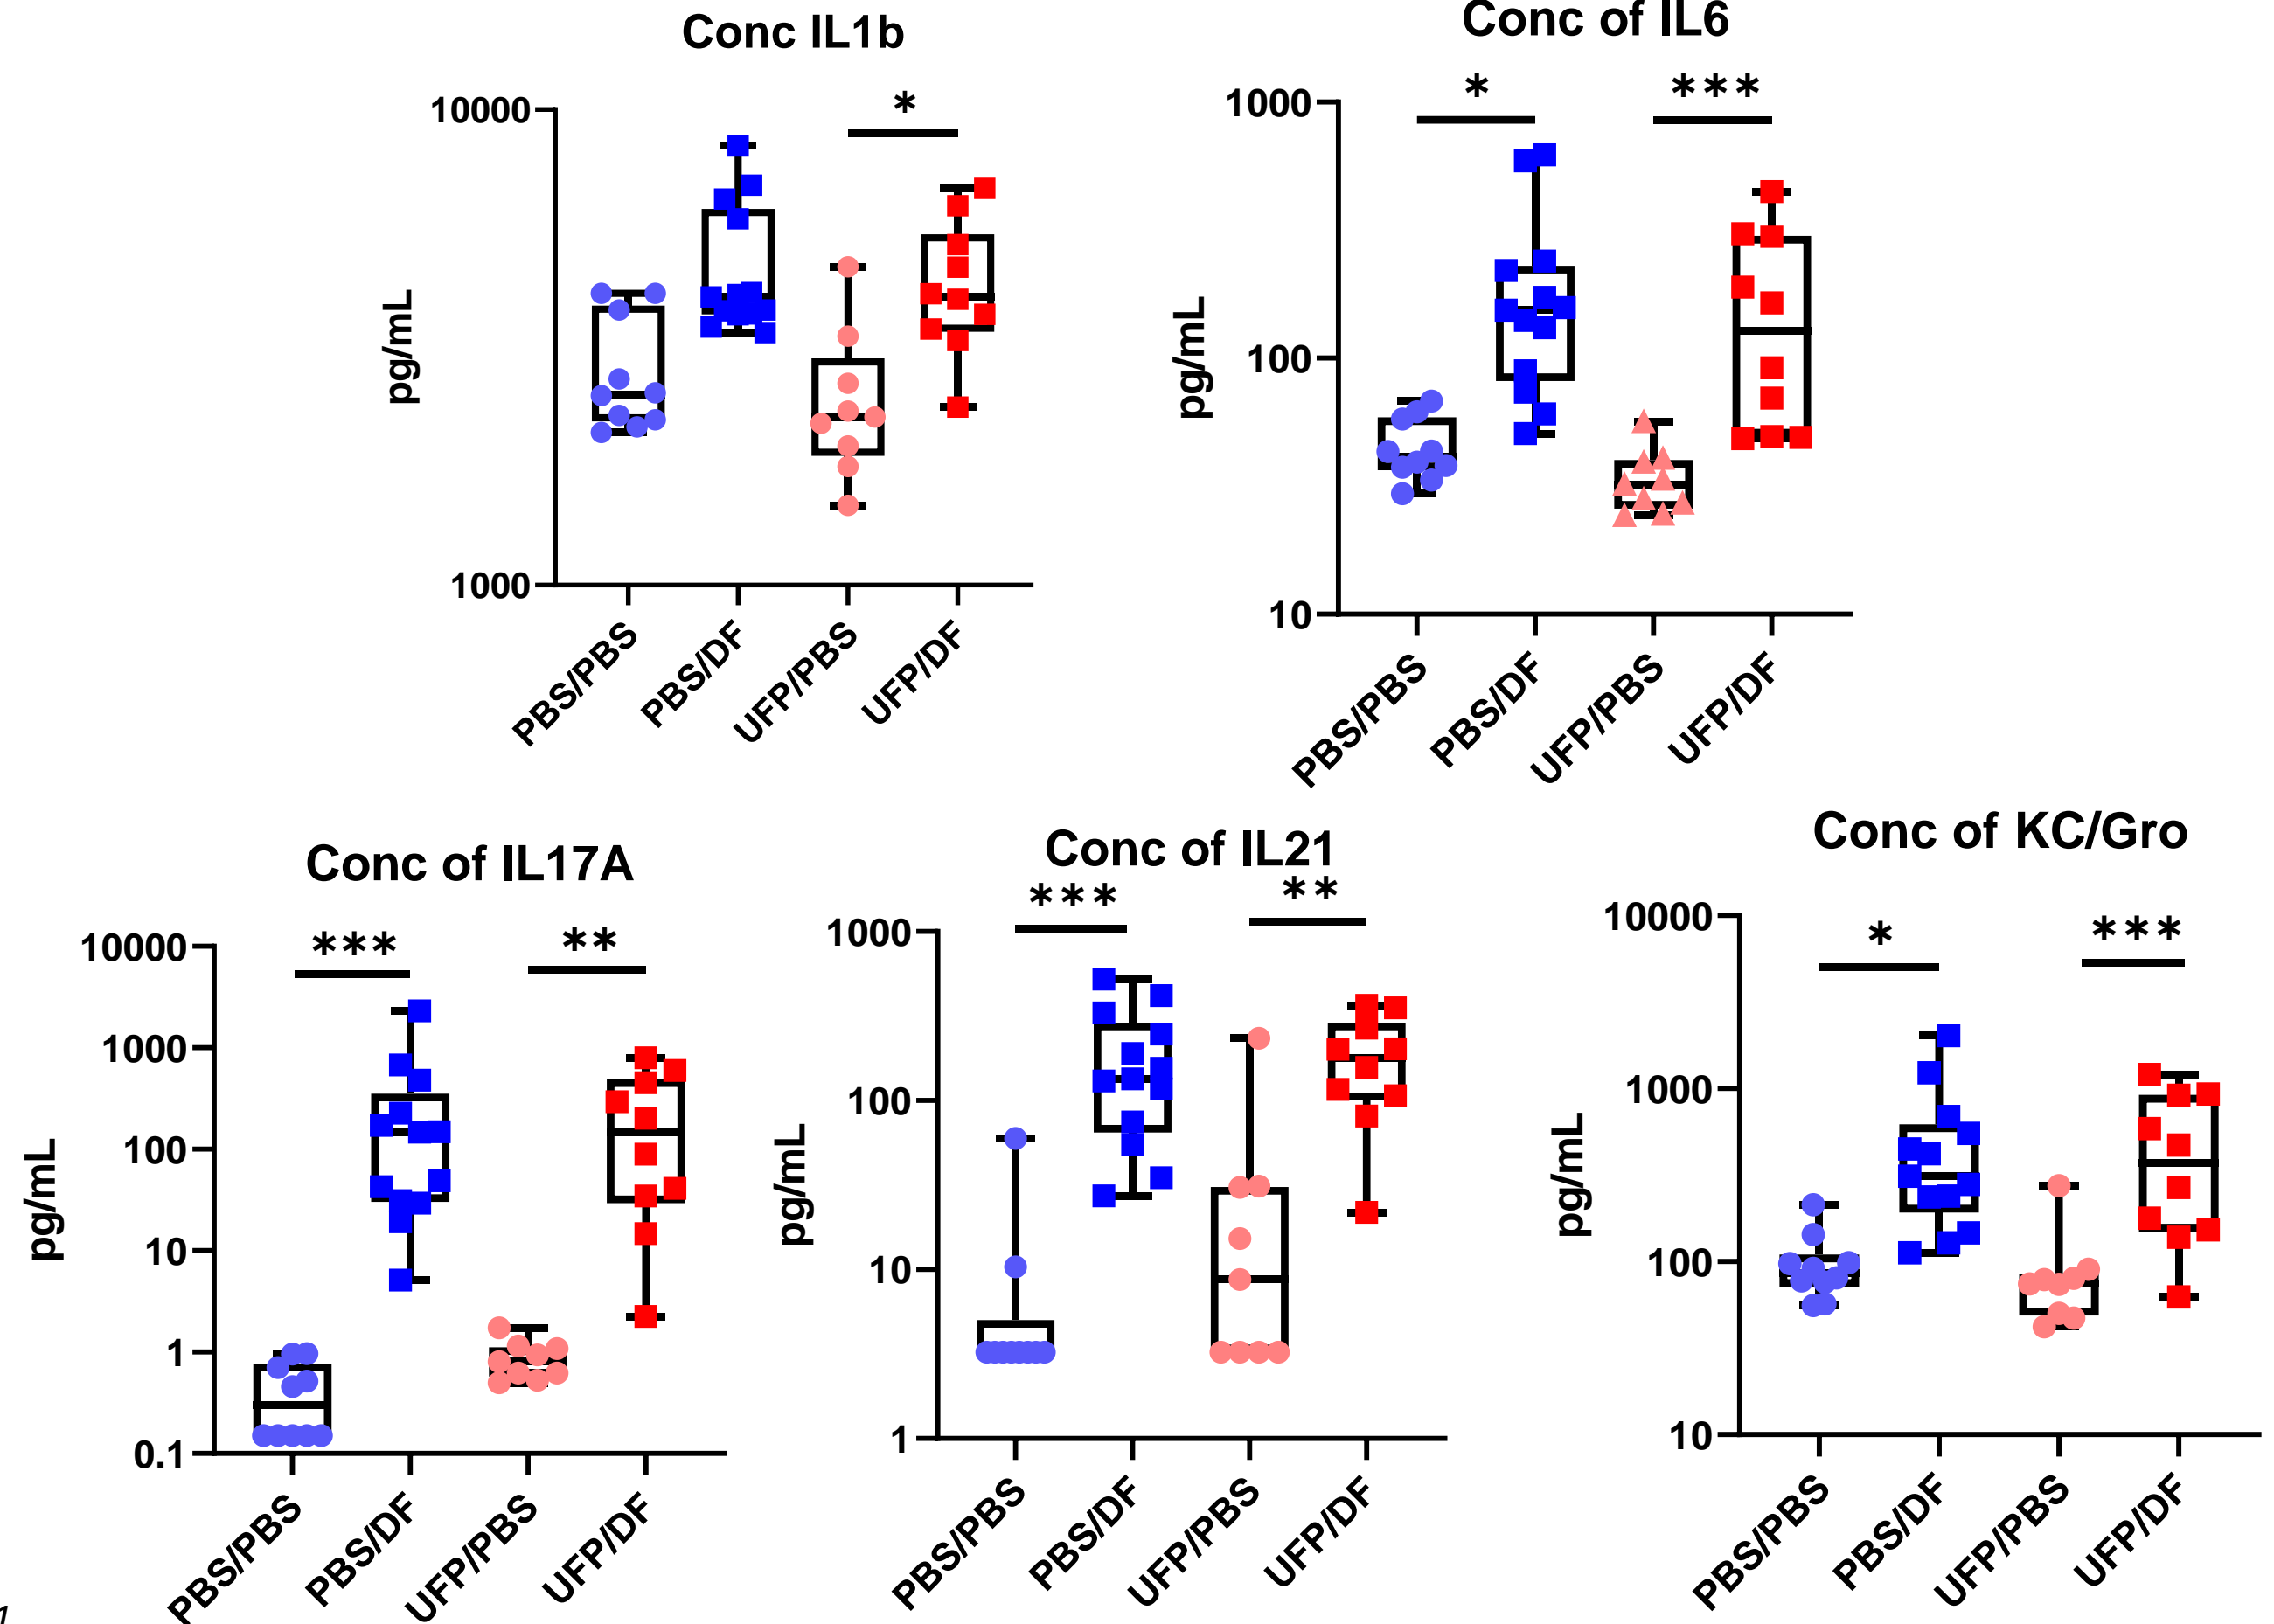 Conc IL1b
*
10000
1000
pg/mL
PBS/PBS
PBS/DF
UFP/PBS
UFP/DF
Conc of IL6
*
***
1000
100
10
pg/mL
PBS/PBS
PBS/DF
UFP/PBS
UFP/DF
Conc of IL17A
***
**
10000
1000
100
10
1
0.1
pg/mL
PBS/PBS
PBS/DF
UFP/PBS
UFP/DF
Conc of IL21
***
**
1000
100
10
1
pg/mL
PBS/PBS
PBS/DF
UFP/PBS
UFP/DF
Conc of KC/Gro
*
***
10000
1000
100
10
pg/mL
PBS/PBS
PBS/DF
UFP/PBS
UFP/DF